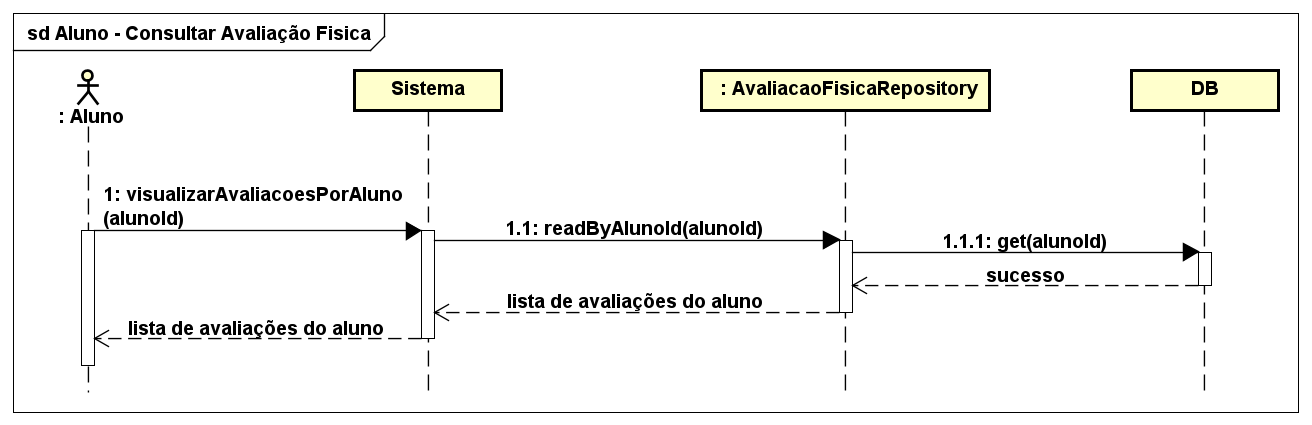 sd Aluno - Consultar Avaliação Fisica
: Aluno
Sistema
: AvaliacaoFisicaRepository
DB
1: visualizarAvaliacoesPorAluno
(alunoId)
1.1: readByAlunoId(alunoId)
1.1.1: get(alunoId)
sucesso
lista de avaliações do aluno
lista de avaliações do aluno